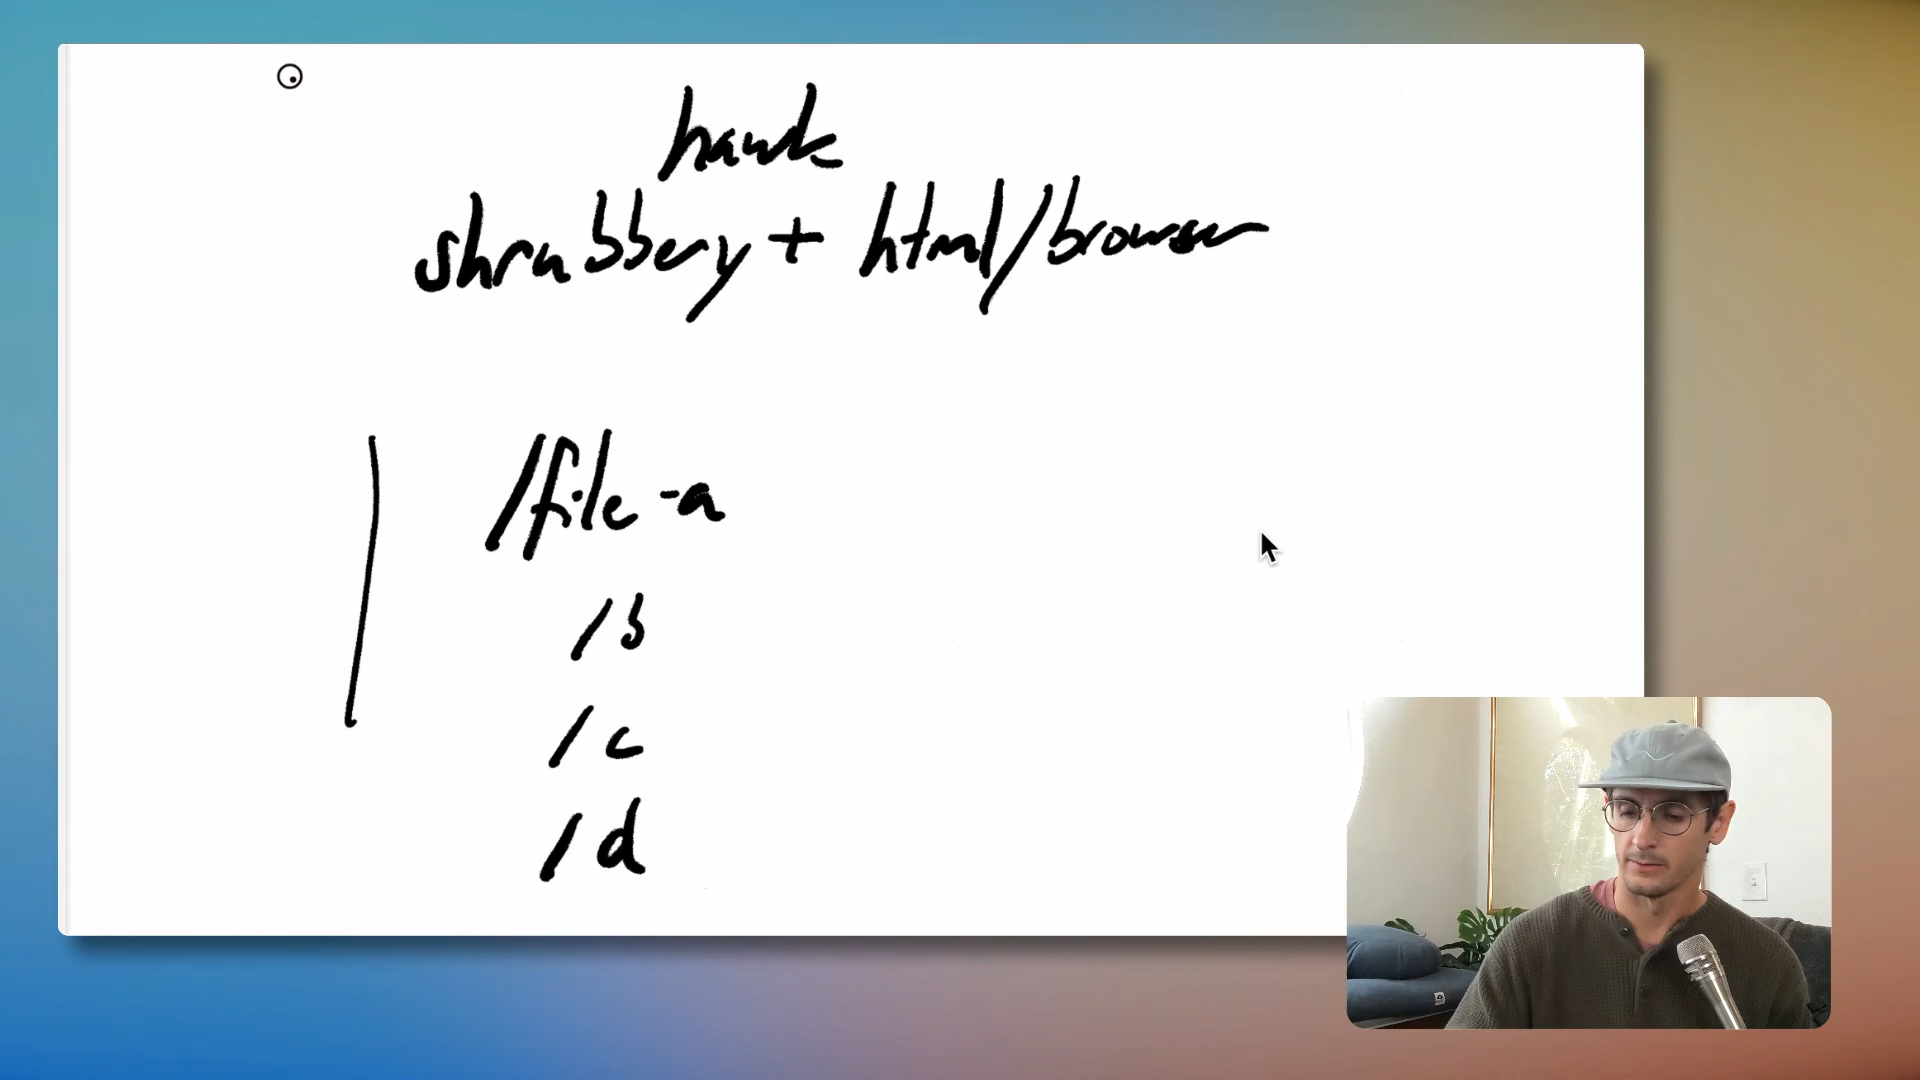 hawk
shrubbery + html/browser
/file-a
/b
/c
/d